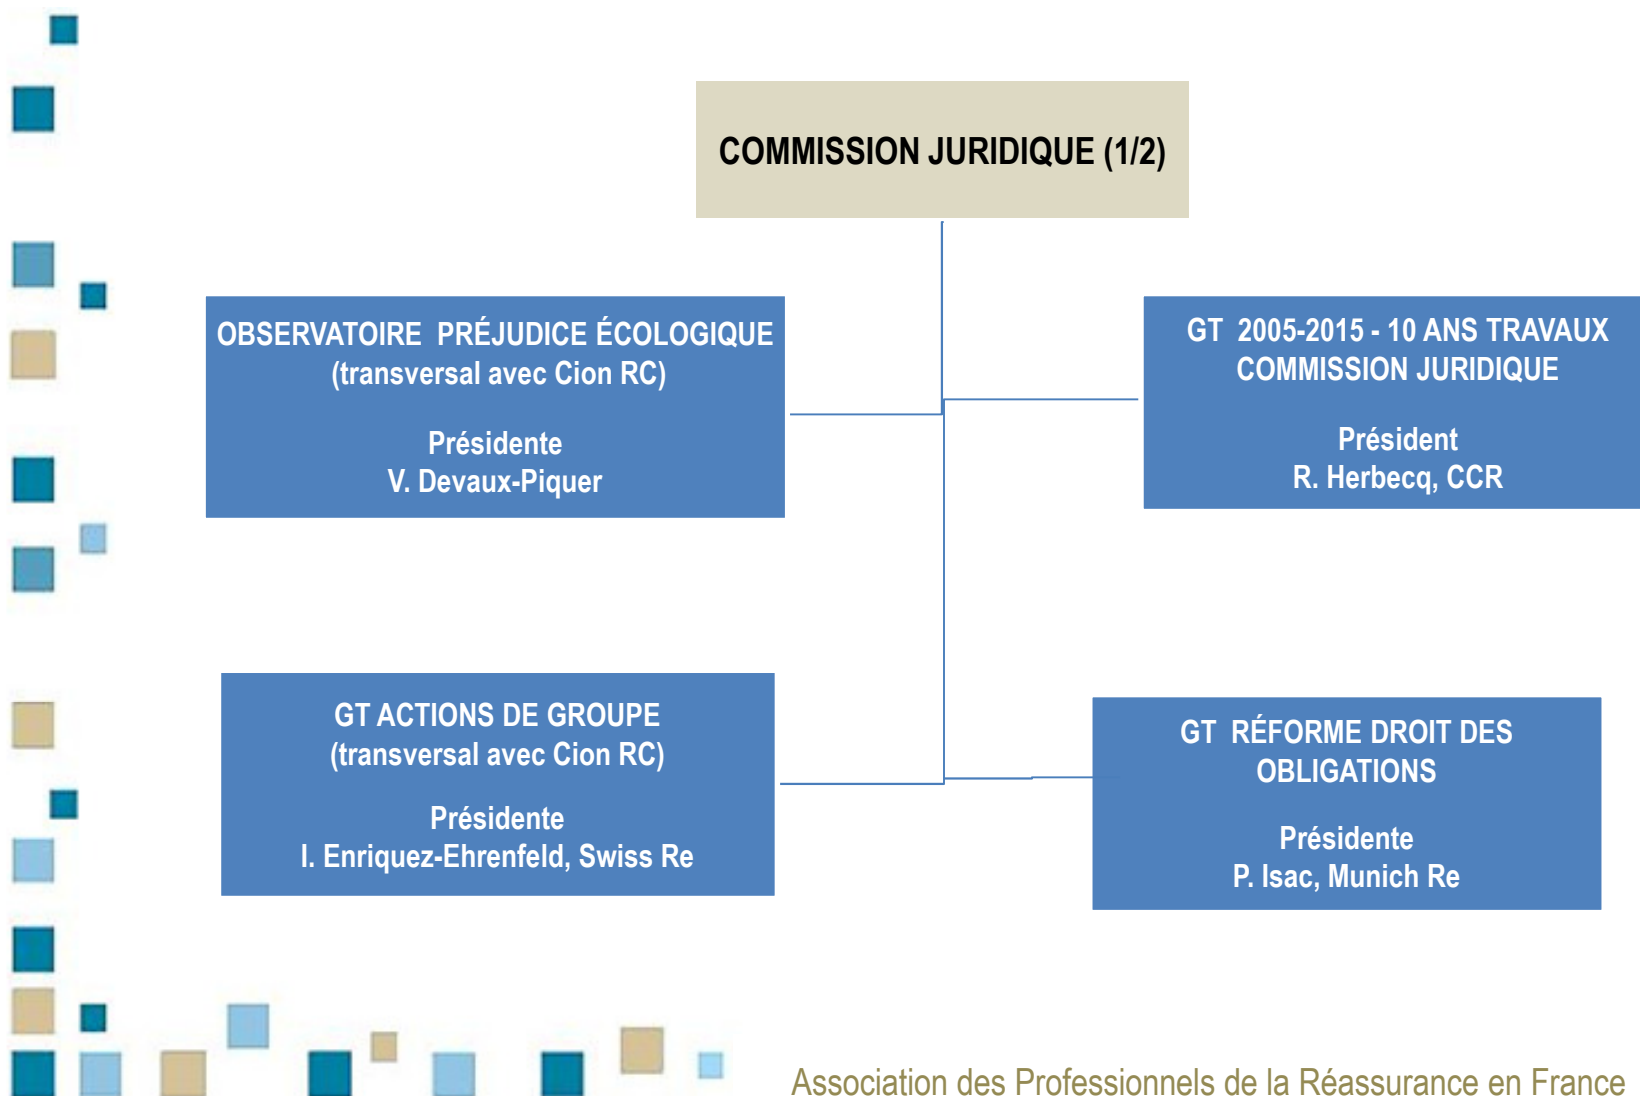 COMMISSION JURIDIQUE (1/2)
OBSERVATOIRE PRÉJUDICE ÉCOLOGIQUE
(transversal avec Cion RC)
Présidente
V. Devaux-Piquer
GT 2005-2015 - 10 ANS TRAVAUX
COMMISSION JURIDIQUE
Président
R. Herbecq, CCR
GT ACTIONS DE GROUPE
(transversal avec Cion RC)
Présidente
I. Enriquez-Ehrenfeld, Swiss Re
GT RÉFORME DROIT DES
OBLIGATIONS
Présidente
P. Isac, Munich Re
Association des Professionnels de la Réassurance en France